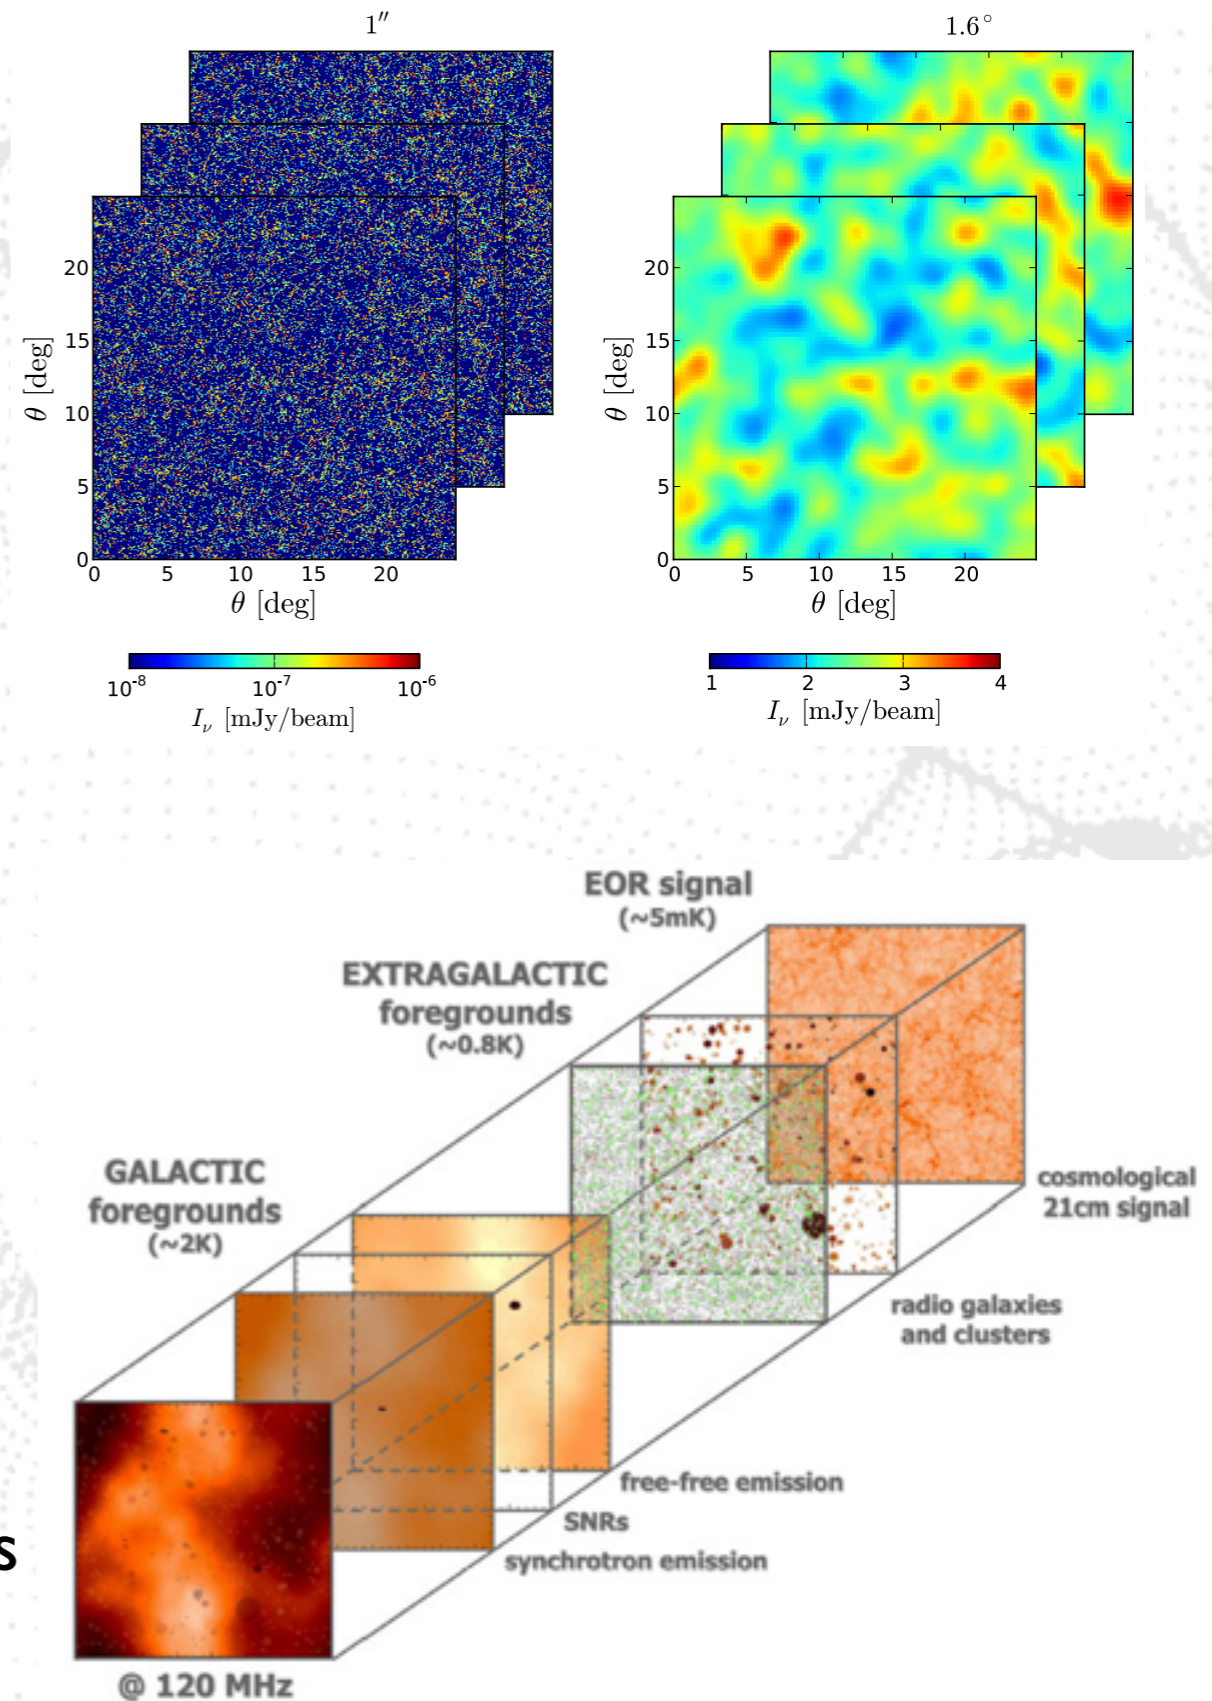 1″
1.6°
20
15
10
5
0
θ [deg]
0 5 10 15 20
θ [deg]
10⁻⁸ 10⁻⁷ 10⁻⁶
I_ν [mJy/beam]
20
15
10
5
0
θ [deg]
0 5 10 15 20
θ [deg]
1 2 3 4
I_ν [mJy/beam]
EOR signal
(~5mK)
EXTRAGALACTIC
foregrounds
(~0.8K)
GALACTIC
foregrounds
(~2K)
cosmological
21cm signal
radio galaxies
and clusters
free-free emission
SNRs
synchrotron emission
s
@ 120 MHz